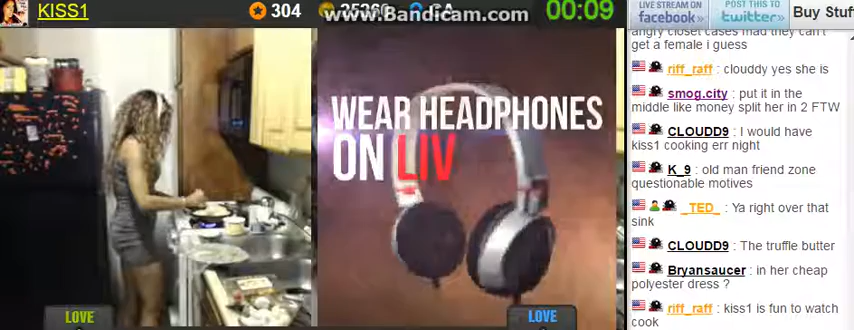 KISS1
304
www.Bandicam.com
00:09
WEAR HEADPHONES
ON LIV
LOVE
LOVE
LIVE STREAM ON
facebook
POST THIS TO
twitter
Buy Stuff
angry closet cases mad they can't
get a female i guess
riff_raff : clouddy yes she is
smog.city : put it in the
middle like money split her in 2 FTW
CLOUDD9 : I would have
kiss1 cooking err night
K_9 : old man friend zone
questionable motives
_TED_ : Ya right over that
sink
CLOUDD9 : The truffle butter
Bryansaucer : in her cheap
polyester dress ?
riff_raff : kiss1 is fun to watch
cook